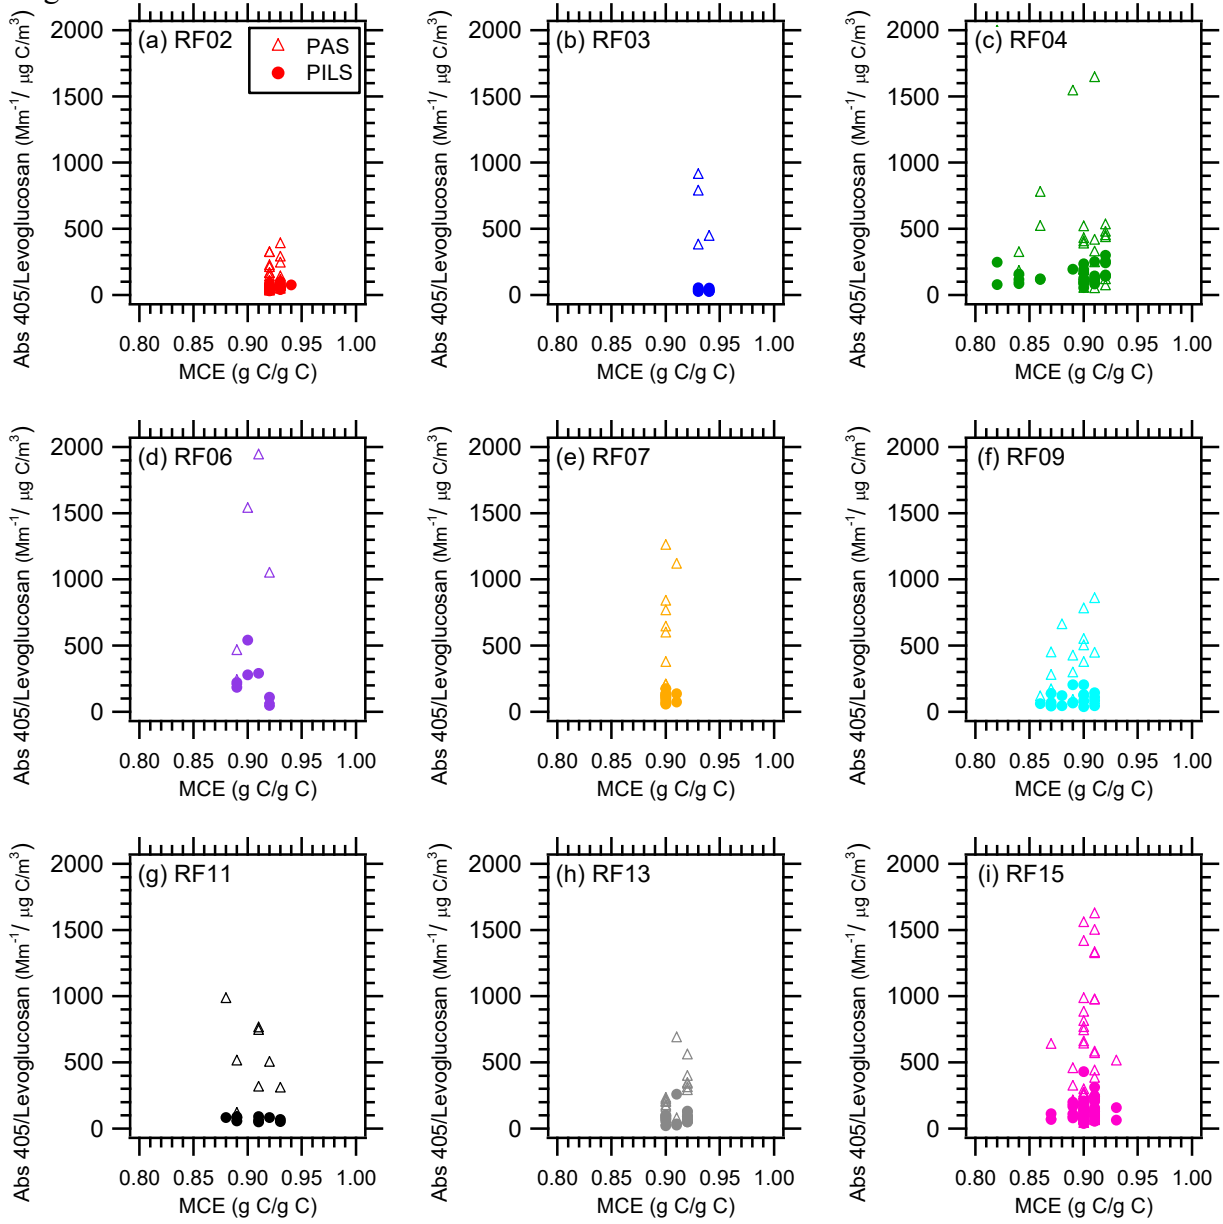 (a) RF02
PAS
PILS
2000
1500
1000
500
0
0.80 0.85 0.90 0.95 1.00
MCE (g C/g C)
Abs 405/Levoglucosan (Mm⁻¹/ µg C/m³)
(b) RF03
2000
1500
1000
500
0
0.80 0.85 0.90 0.95 1.00
MCE (g C/g C)
Abs 405/Levoglucosan (Mm⁻¹/ µg C/m³)
(c) RF04
2000
1500
1000
500
0
0.80 0.85 0.90 0.95 1.00
MCE (g C/g C)
Abs 405/Levoglucosan (Mm⁻¹/ µg C/m³)
(d) RF06
2000
1500
1000
500
0
0.80 0.85 0.90 0.95 1.00
MCE (g C/g C)
Abs 405/Levoglucosan (Mm⁻¹/ µg C/m³)
(e) RF07
2000
1500
1000
500
0
0.80 0.85 0.90 0.95 1.00
MCE (g C/g C)
Abs 405/Levoglucosan (Mm⁻¹/ µg C/m³)
(f) RF09
2000
1500
1000
500
0
0.80 0.85 0.90 0.95 1.00
MCE (g C/g C)
Abs 405/Levoglucosan (Mm⁻¹/ µg C/m³)
(g) RF11
2000
1500
1000
500
0
0.80 0.85 0.90 0.95 1.00
MCE (g C/g C)
Abs 405/Levoglucosan (Mm⁻¹/ µg C/m³)
(h) RF13
2000
1500
1000
500
0
0.80 0.85 0.90 0.95 1.00
MCE (g C/g C)
Abs 405/Levoglucosan (Mm⁻¹/ µg C/m³)
(i) RF15
2000
1500
1000
500
0
0.80 0.85 0.90 0.95 1.00
MCE (g C/g C)
Abs 405/Levoglucosan (Mm⁻¹/ µg C/m³)